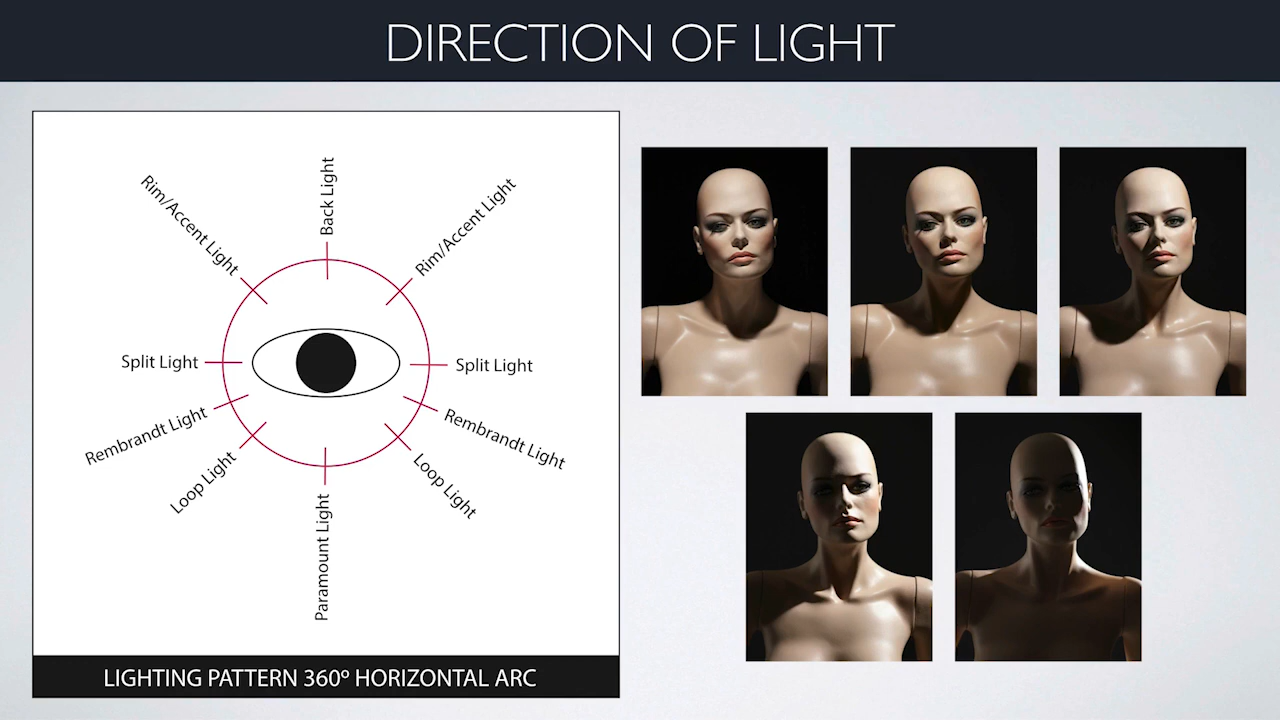 DIRECTION OF LIGHT
Back Light
Rim/Accent Light
Rim/Accent Light
Split Light
Split Light
Rembrandt Light
Rembrandt Light
Loop Light
Loop Light
Paramount Light
LIGHTING PATTERN 360º HORIZONTAL ARC